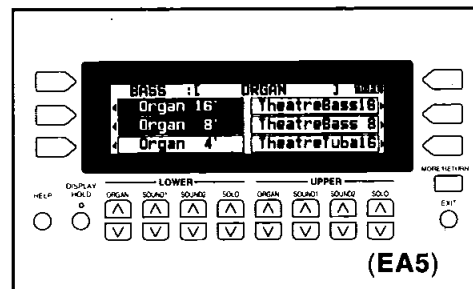 BASS :[ ORGAN ]
Organ 16'
TheatreBass16
Organ 8'
TheatreBass 8
Organ 4'
TheatreTuba16
MORE/RETURN
LOWER
UPPER
HELP
DISPLAY HOLD
ORGAN SOUND1 SOUND2 SOLO ORGAN SOUND1 SOUND2 SOLO
EXIT
(EA5)